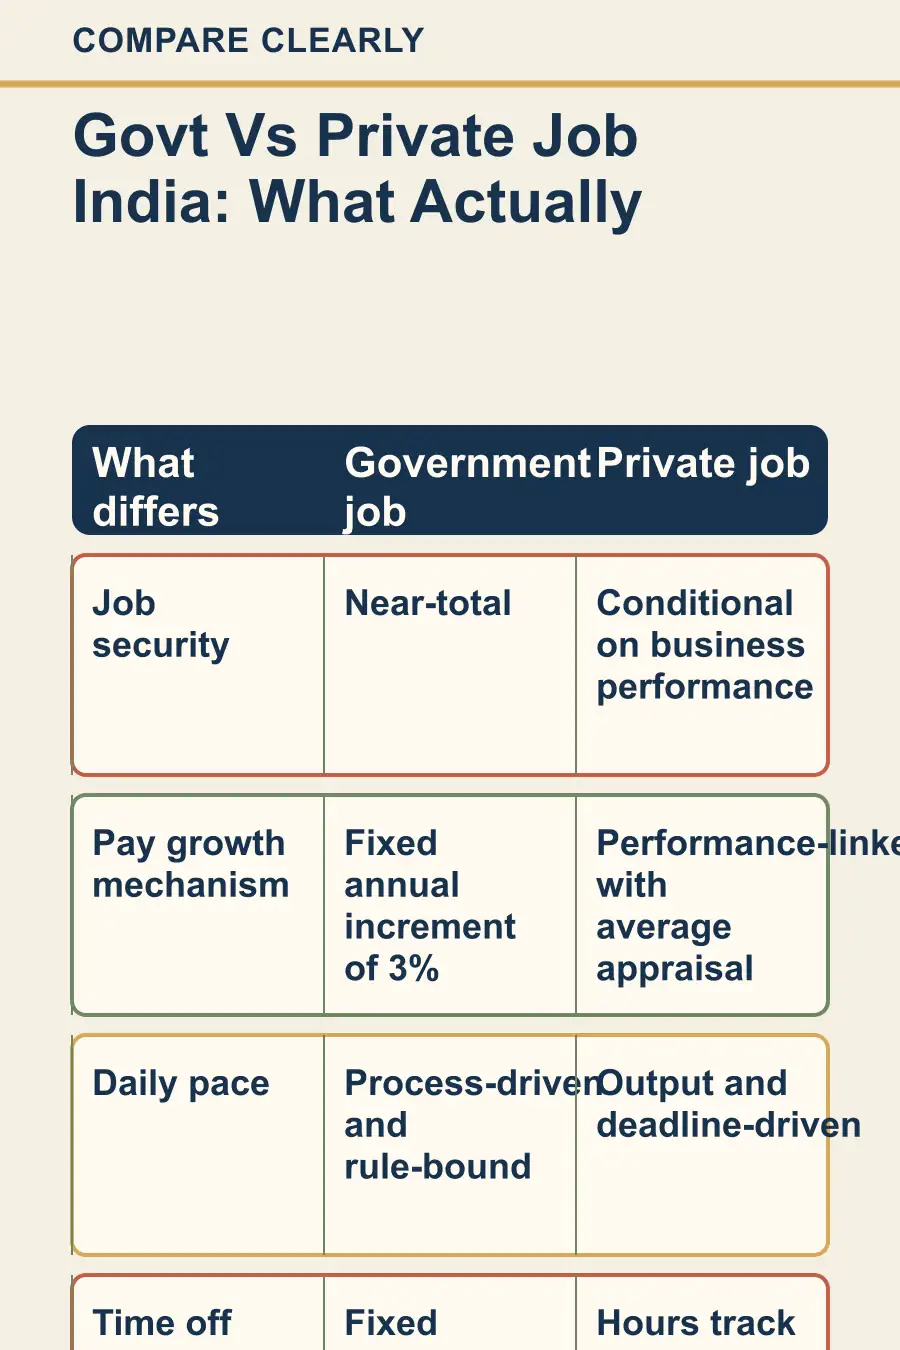 COMPARE CLEARLY
Govt Vs Private Job
India: What Actually
What
differs
Government
job
Private job
Job
security
Near-total
Conditional
on business
performance
Pay growth
mechanism
Fixed
annual
increment
of 3%
Performance-linke
with
average
appraisal
Daily pace
Process-driven
and
rule-bound
Output and
deadline-driven
Time off
Fixed
Hours track